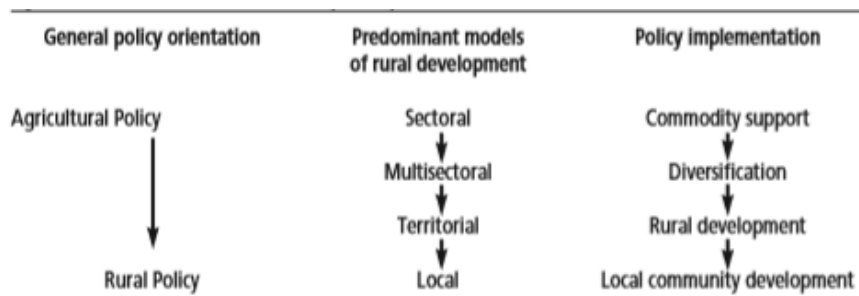 General policy orientation
Predominant models
of rural development
Policy implementation
Agricultural Policy
Sectoral
Commodity support
Multisectoral
Diversification
Territorial
Rural development
Rural Policy
Local
Local community development